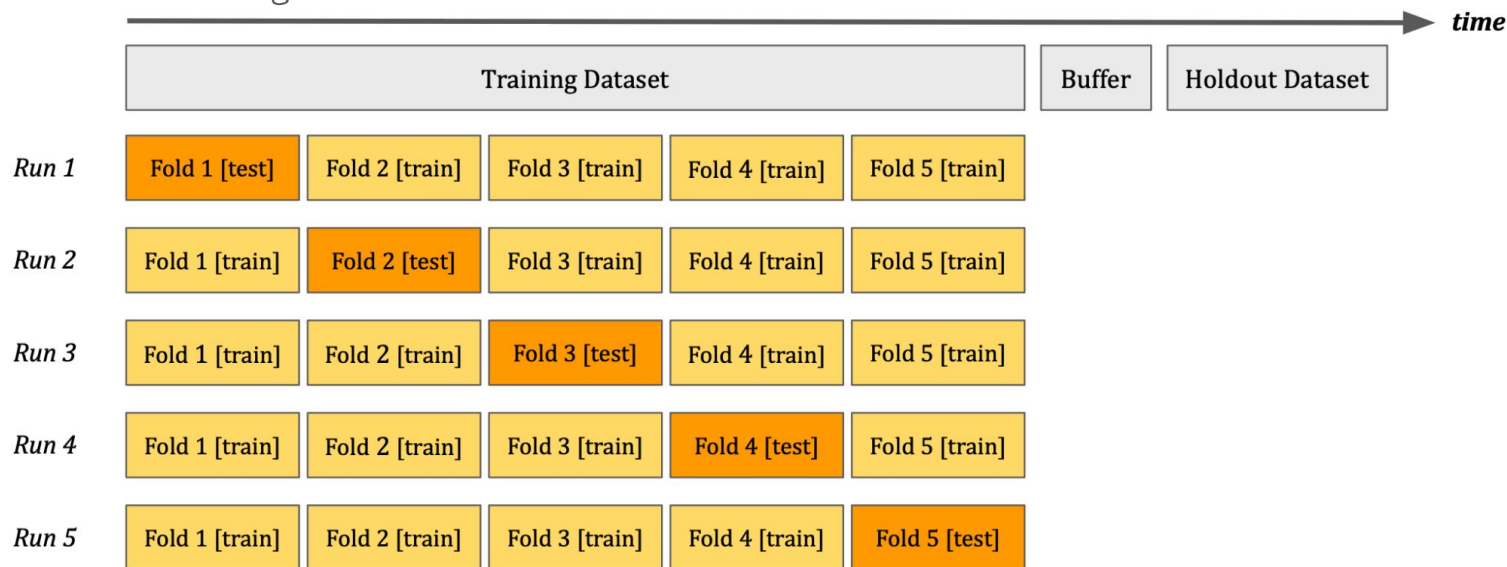 time
Training Dataset Buffer Holdout Dataset
Run 1 Fold 1 [test] Fold 2 [train] Fold 3 [train] Fold 4 [train] Fold 5 [train]
Run 2 Fold 1 [train] Fold 2 [test] Fold 3 [train] Fold 4 [train] Fold 5 [train]
Run 3 Fold 1 [train] Fold 2 [train] Fold 3 [test] Fold 4 [train] Fold 5 [train]
Run 4 Fold 1 [train] Fold 2 [train] Fold 3 [train] Fold 4 [test] Fold 5 [train]
Run 5 Fold 1 [train] Fold 2 [train] Fold 3 [train] Fold 4 [train] Fold 5 [test]